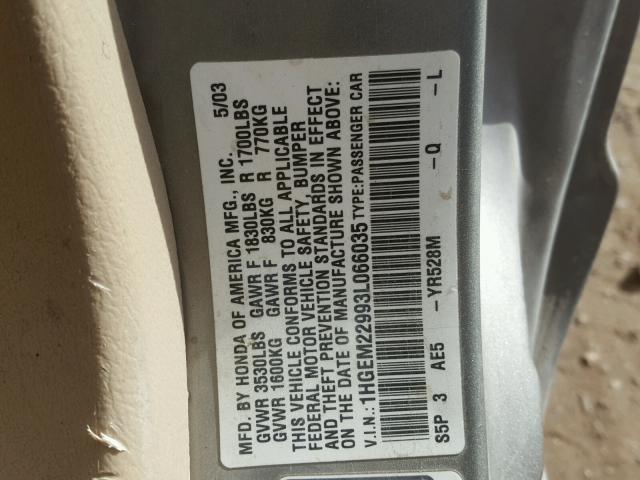 MFD. BY HONDA OF AMERICA MFG., INC. 5/03
GVWR 3530LBS GAWR F 1830LBS R 1700LBS
GVWR 1600KG GAWR F 830KG R 770KG
THIS VEHICLE CONFORMS TO ALL APPLICABLE
FEDERAL MOTOR VEHICLE SAFETY, BUMPER
AND THEFT PREVENTION STANDARDS IN EFFECT
ON THE DATE OF MANUFACTURE SHOWN ABOVE:
V.I.N.: 1HGEM22993L066035 TYPE:PASSENGER CAR
S5P 3 AE5 -YR528M -Q -L